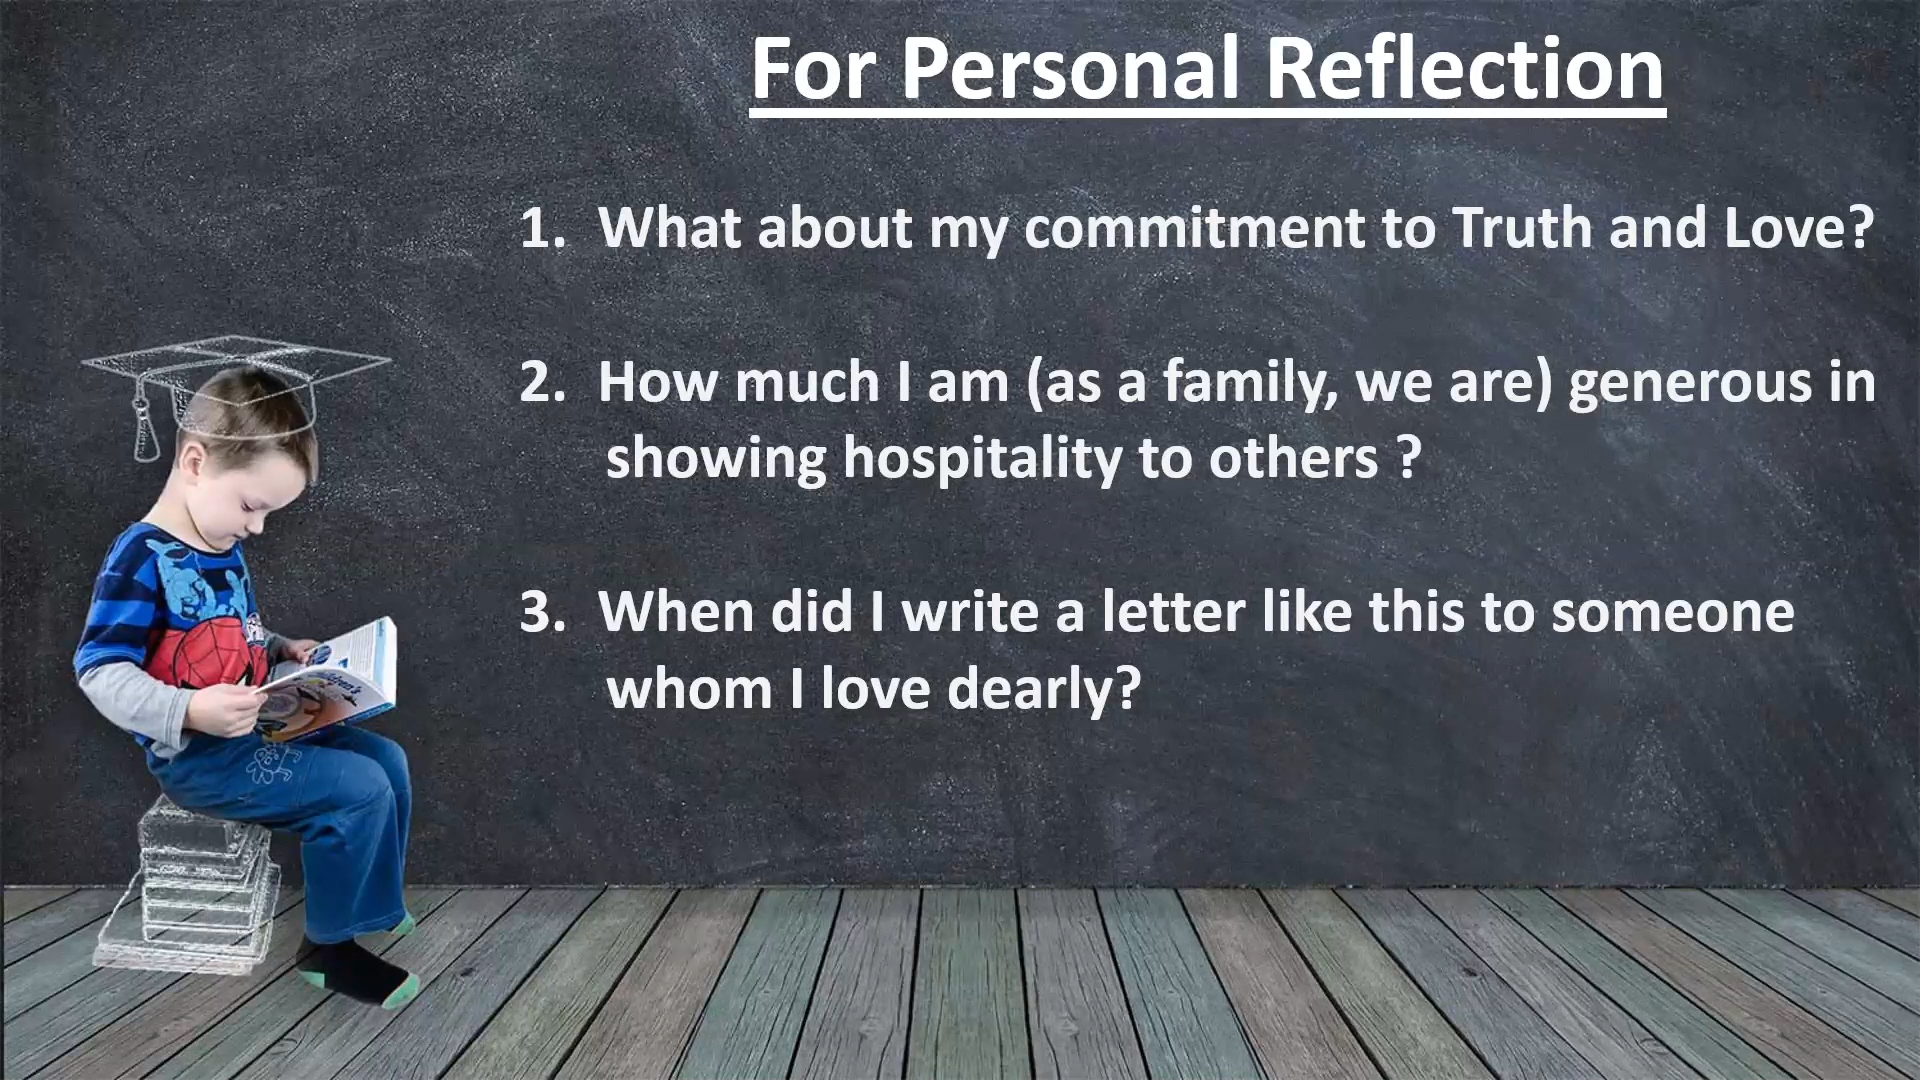 For Personal Reflection
1. What about my commitment to Truth and Love?
2. How much I am (as a family, we are) generous in
showing hospitality to others ?
3. When did I write a letter like this to someone
whom I love dearly?